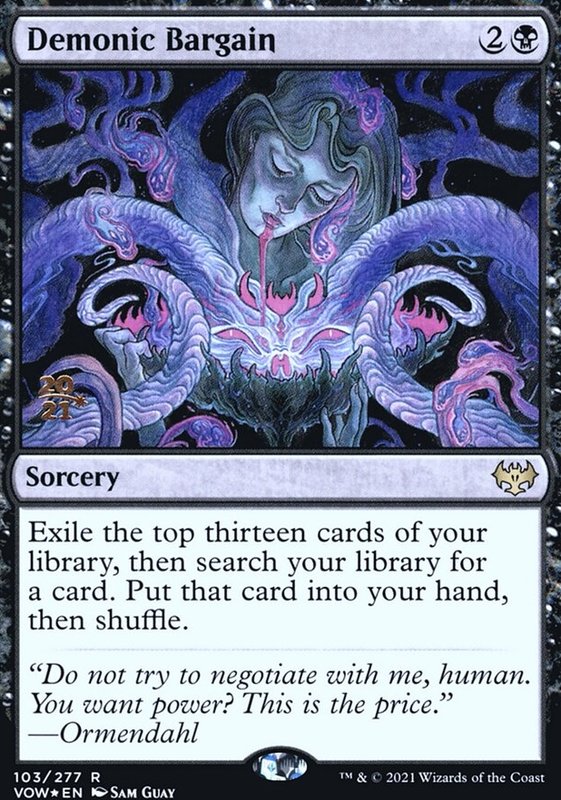 Demonic Bargain 2
20
21
Sorcery
Exile the top thirteen cards of your
library, then search your library for
a card. Put that card into your hand,
then shuffle.
“Do not try to negotiate with me, human.
You want power? This is the price.”
—Ormendahl
103/277 R
VOW★EN Sam Guay
™ & © 2021 Wizards of the Coast